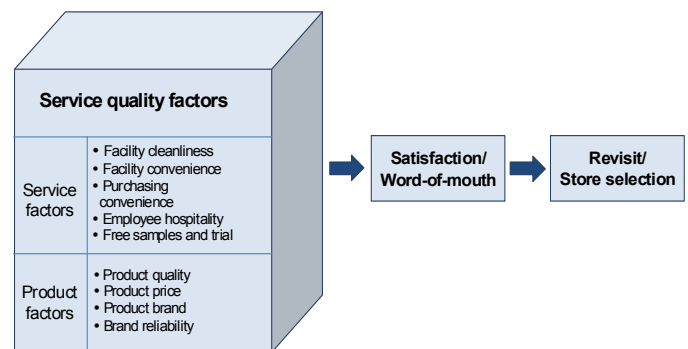 Service quality factors
Service
factors
• Facility cleanliness
• Facility convenience
• Purchasing
convenience
• Employee hospitality
• Free samples and trial
Product
factors
• Product quality
• Product price
• Product brand
• Brand reliability
Satisfaction/
Word-of-mouth
Revisit/
Store selection